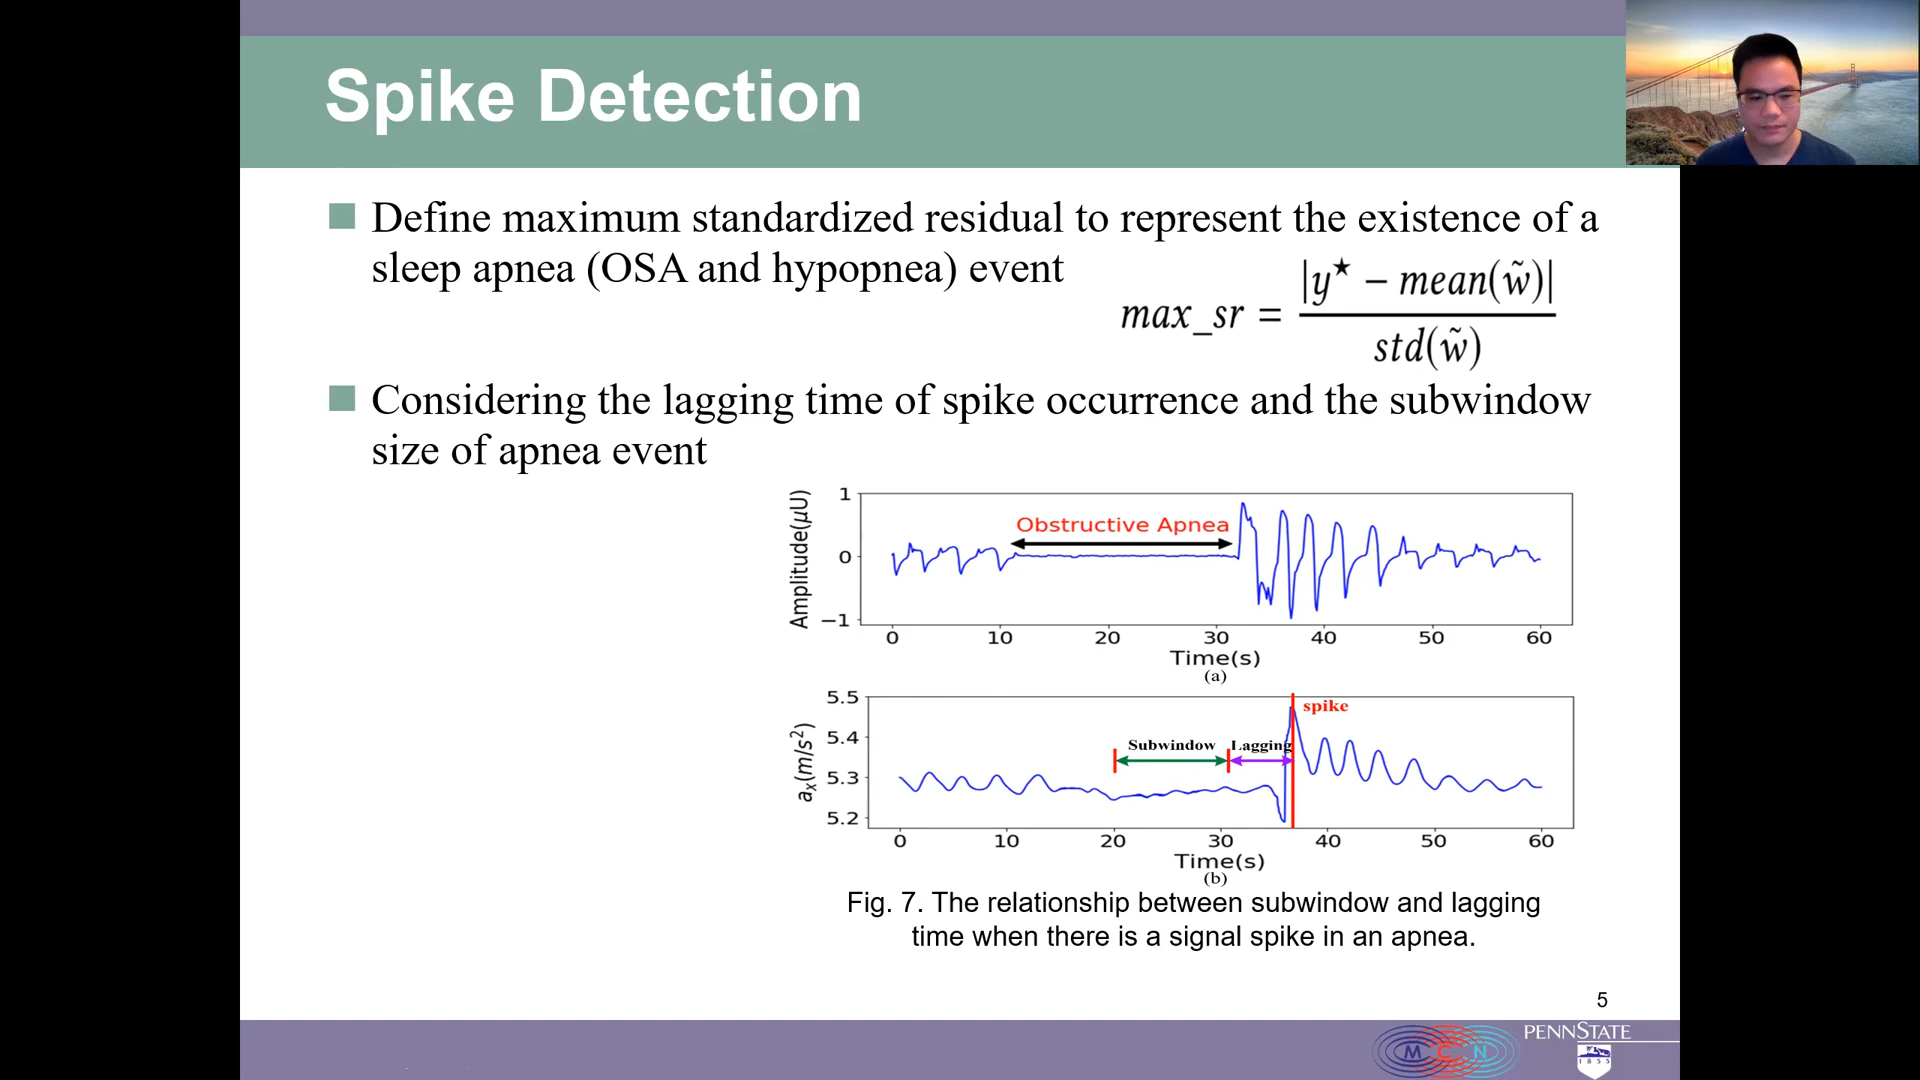 Spike Detection
Define maximum standardized residual to represent the existence of a
sleep apnea (OSA and hypopnea) event
max_sr = |y★ − mean(w̃)| / std(w̃)
Considering the lagging time of spike occurrence and the subwindow
size of apnea event
Amplitude(μU)
1
0
−1
Obstructive Apnea
0 10 20 30 40 50 60
Time(s)
(a)
aₓ(m/s²)
5.5
5.4
5.3
5.2
spike
Subwindow Lagging
0 10 20 30 40 50 60
Time(s)
(b)
Fig. 7. The relationship between subwindow and lagging
time when there is a signal spike in an apnea.
5
M C N
PENNSTATE
1855